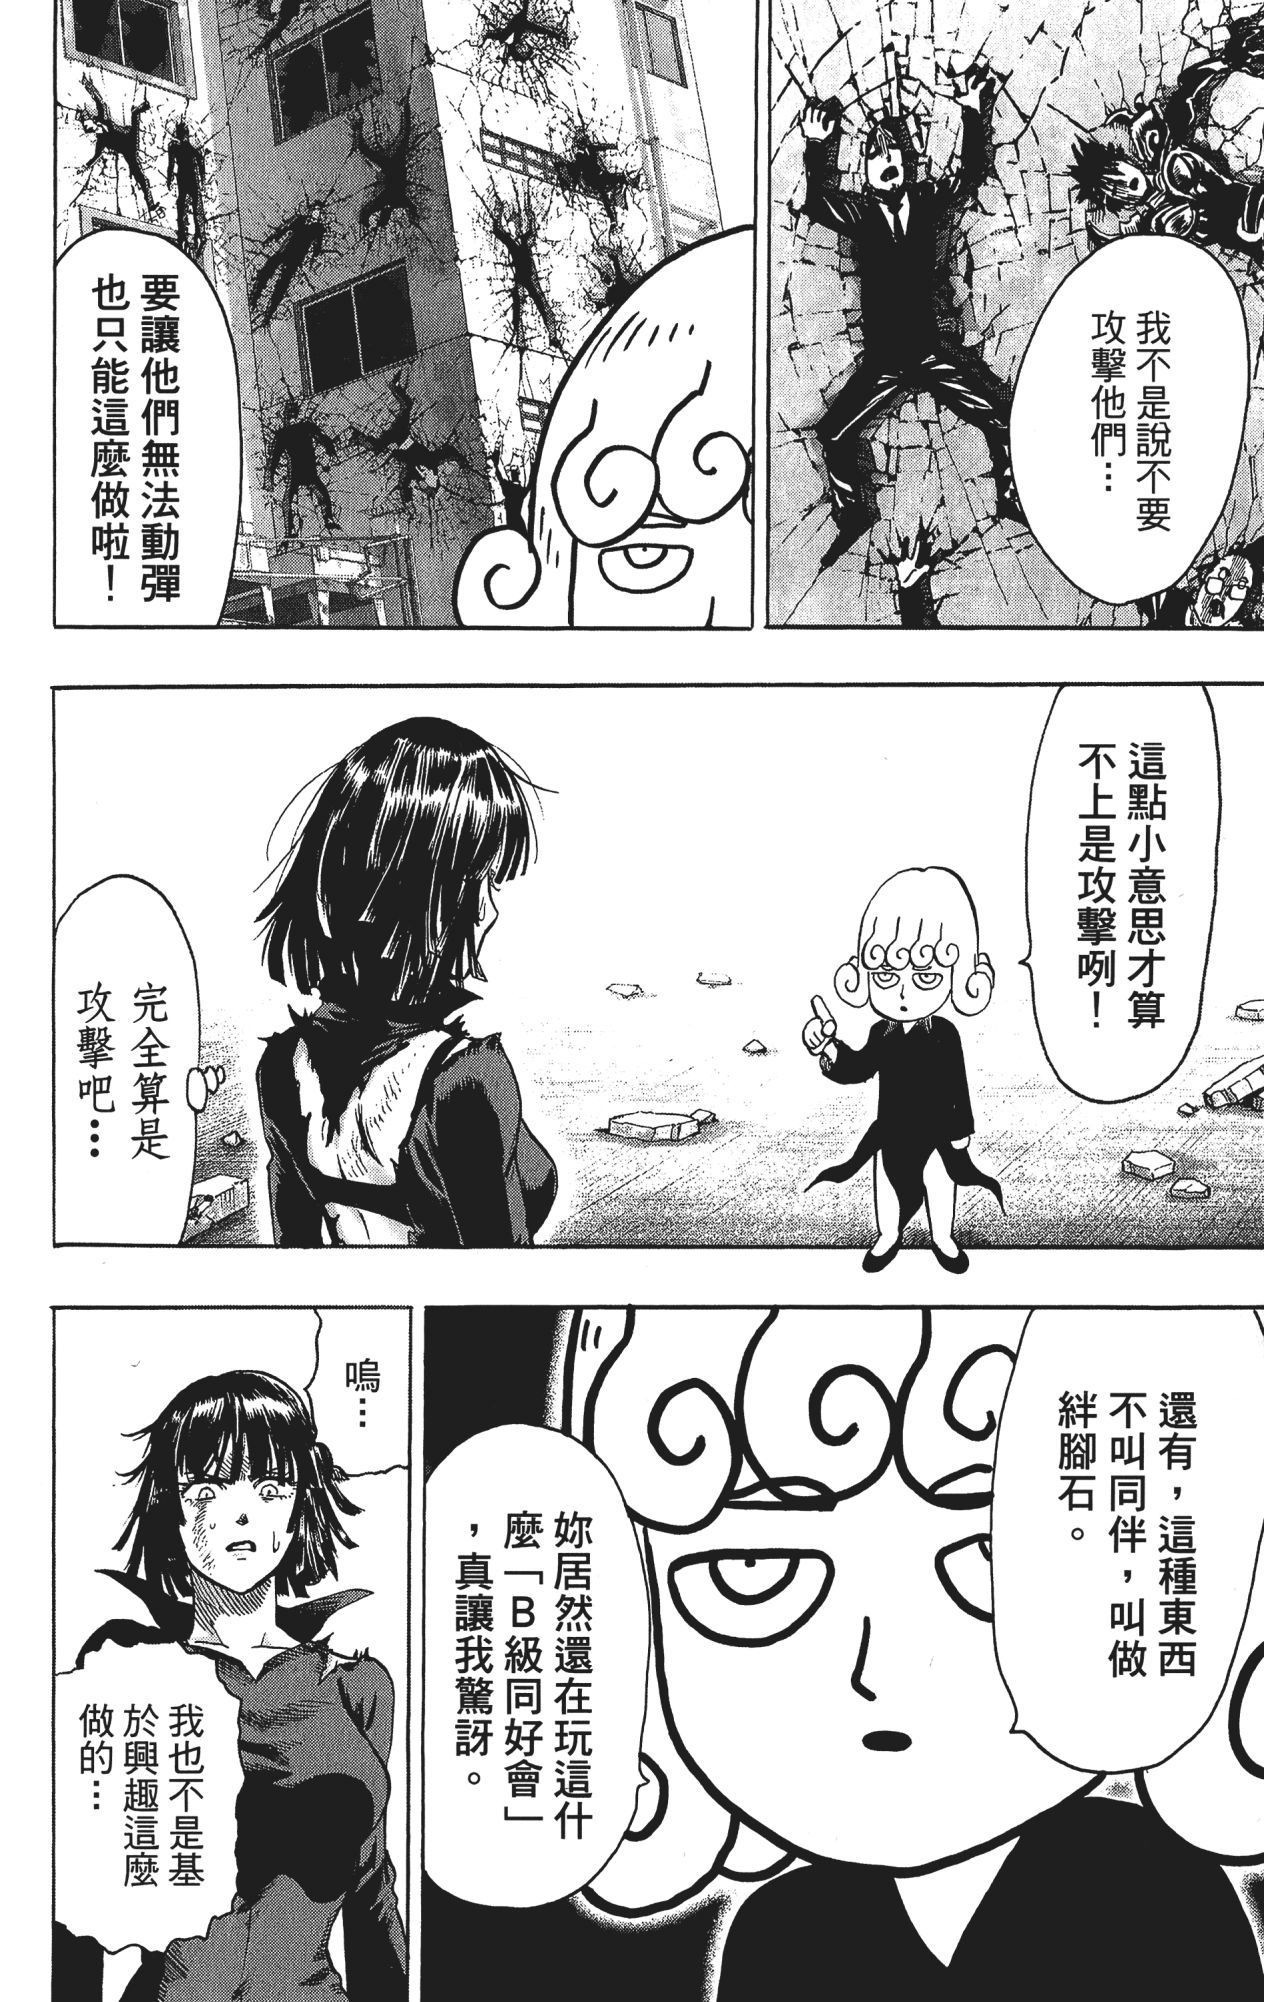 我不是說不要
攻擊他們…
要讓他們無法動彈
也只能這麼做啦！
這點小意思才算
不上是攻擊咧！
完全算是
攻擊吧…
還有，這種東西
不叫同伴，叫做
絆腳石。
妳居然還在玩這什
麼「B級同好會」
，真讓我驚訝。
嗚…
我也不是基
於興趣這麼
做的…